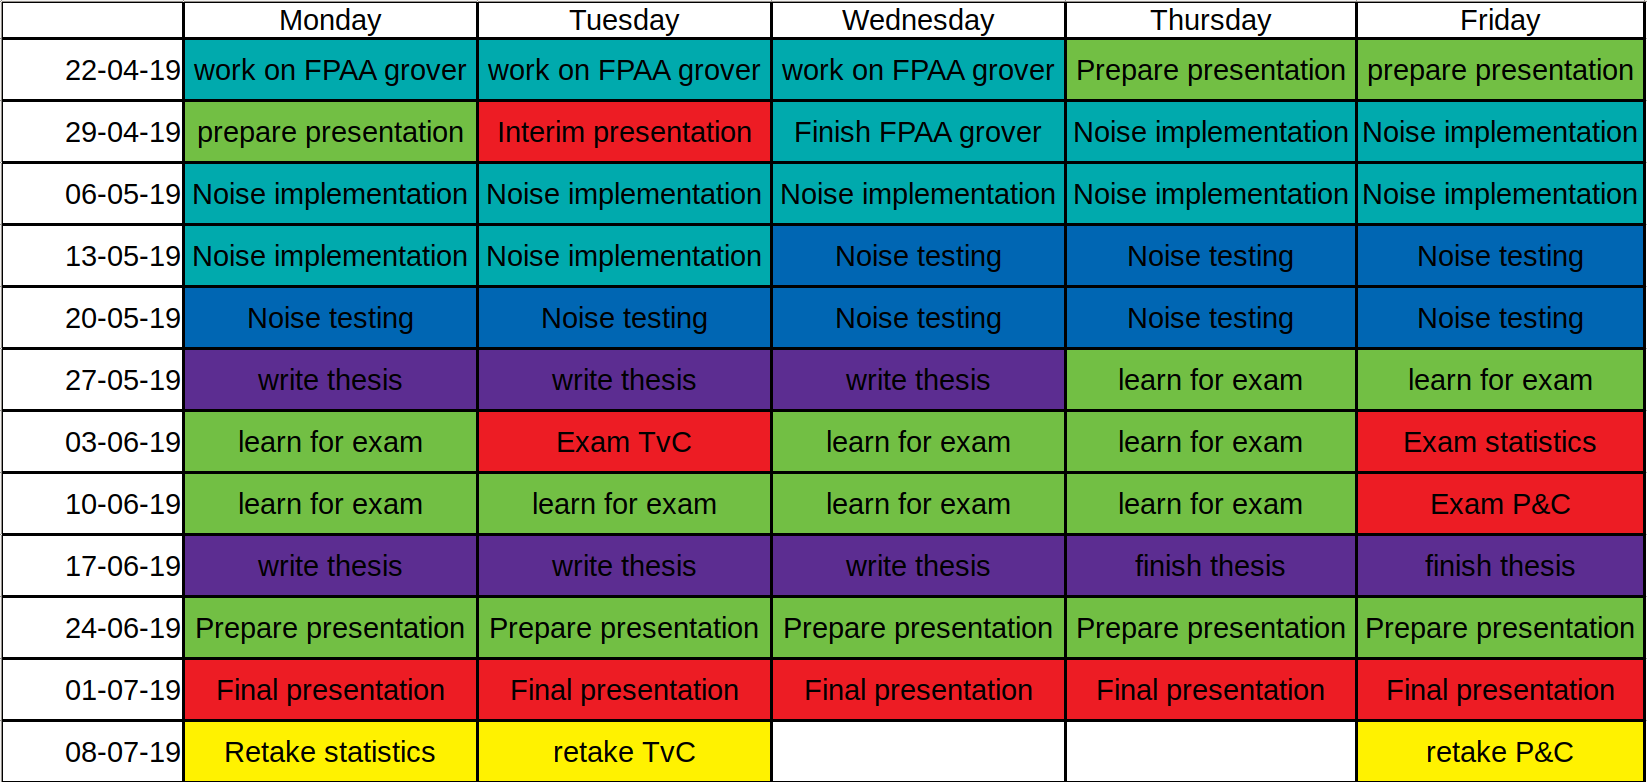 Monday Tuesday Wednesday Thursday Friday
22-04-19 work on FPAA grover work on FPAA grover work on FPAA grover Prepare presentation prepare presentation
29-04-19 prepare presentation Interim presentation Finish FPAA grover Noise implementation Noise implementation
06-05-19 Noise implementation Noise implementation Noise implementation Noise implementation Noise implementation
13-05-19 Noise implementation Noise implementation Noise testing Noise testing Noise testing
20-05-19 Noise testing Noise testing Noise testing Noise testing Noise testing
27-05-19 write thesis write thesis write thesis learn for exam learn for exam
03-06-19 learn for exam Exam TvC learn for exam learn for exam Exam statistics
10-06-19 learn for exam learn for exam learn for exam learn for exam Exam P&C
17-06-19 write thesis write thesis write thesis finish thesis finish thesis
24-06-19 Prepare presentation Prepare presentation Prepare presentation Prepare presentation Prepare presentation
01-07-19 Final presentation Final presentation Final presentation Final presentation Final presentation
08-07-19 Retake statistics retake TvC retake P&C